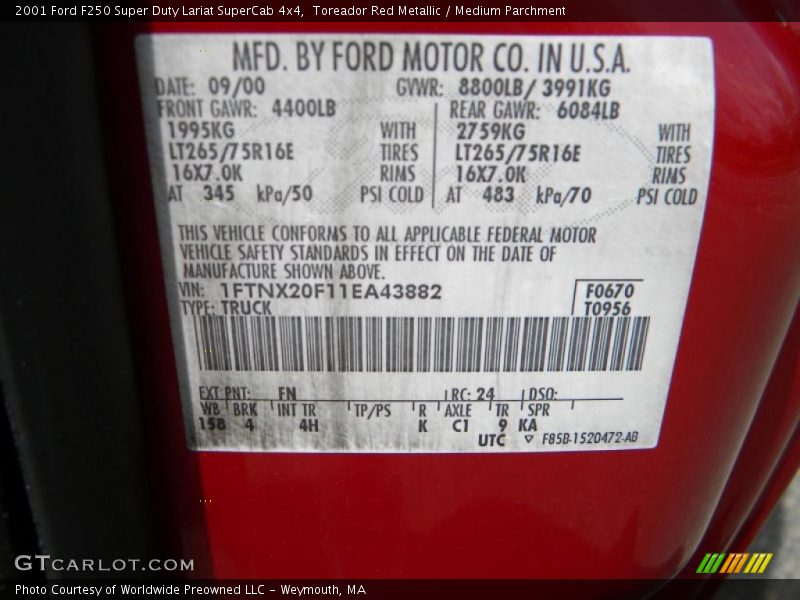 2001 Ford F250 Super Duty Lariat SuperCab 4x4, Toreador Red Metallic / Medium Parchment
MFD. BY FORD MOTOR CO. IN U.S.A.
DATE: 09/00 GVWR: 8800LB/ 3991KG
FRONT GAWR: 4400LB REAR GAWR: 6084LB
1995KG WITH 2759KG WITH
LT265/75R16E TIRES LT265/75R16E TIRES
16X7.0K RIMS 16X7.0K RIMS
AT 345 kPa/50 PSI COLD AT 483 kPa/70 PSI COLD
THIS VEHICLE CONFORMS TO ALL APPLICABLE FEDERAL MOTOR
VEHICLE SAFETY STANDARDS IN EFFECT ON THE DATE OF
MANUFACTURE SHOWN ABOVE.
VIN: 1FTNX20F11EA43882 F0670
TYPE: TRUCK T0956
EXT PNT: FN RC: 24 DSO:
WB BRK INT TR TP/PS R AXLE TR SPR
158 4 4H K C1 9 KA
UTC ▽ F85B-1520472-AB
GTCARLOT.COM
Photo Courtesy of Worldwide Preowned LLC - Weymouth, MA